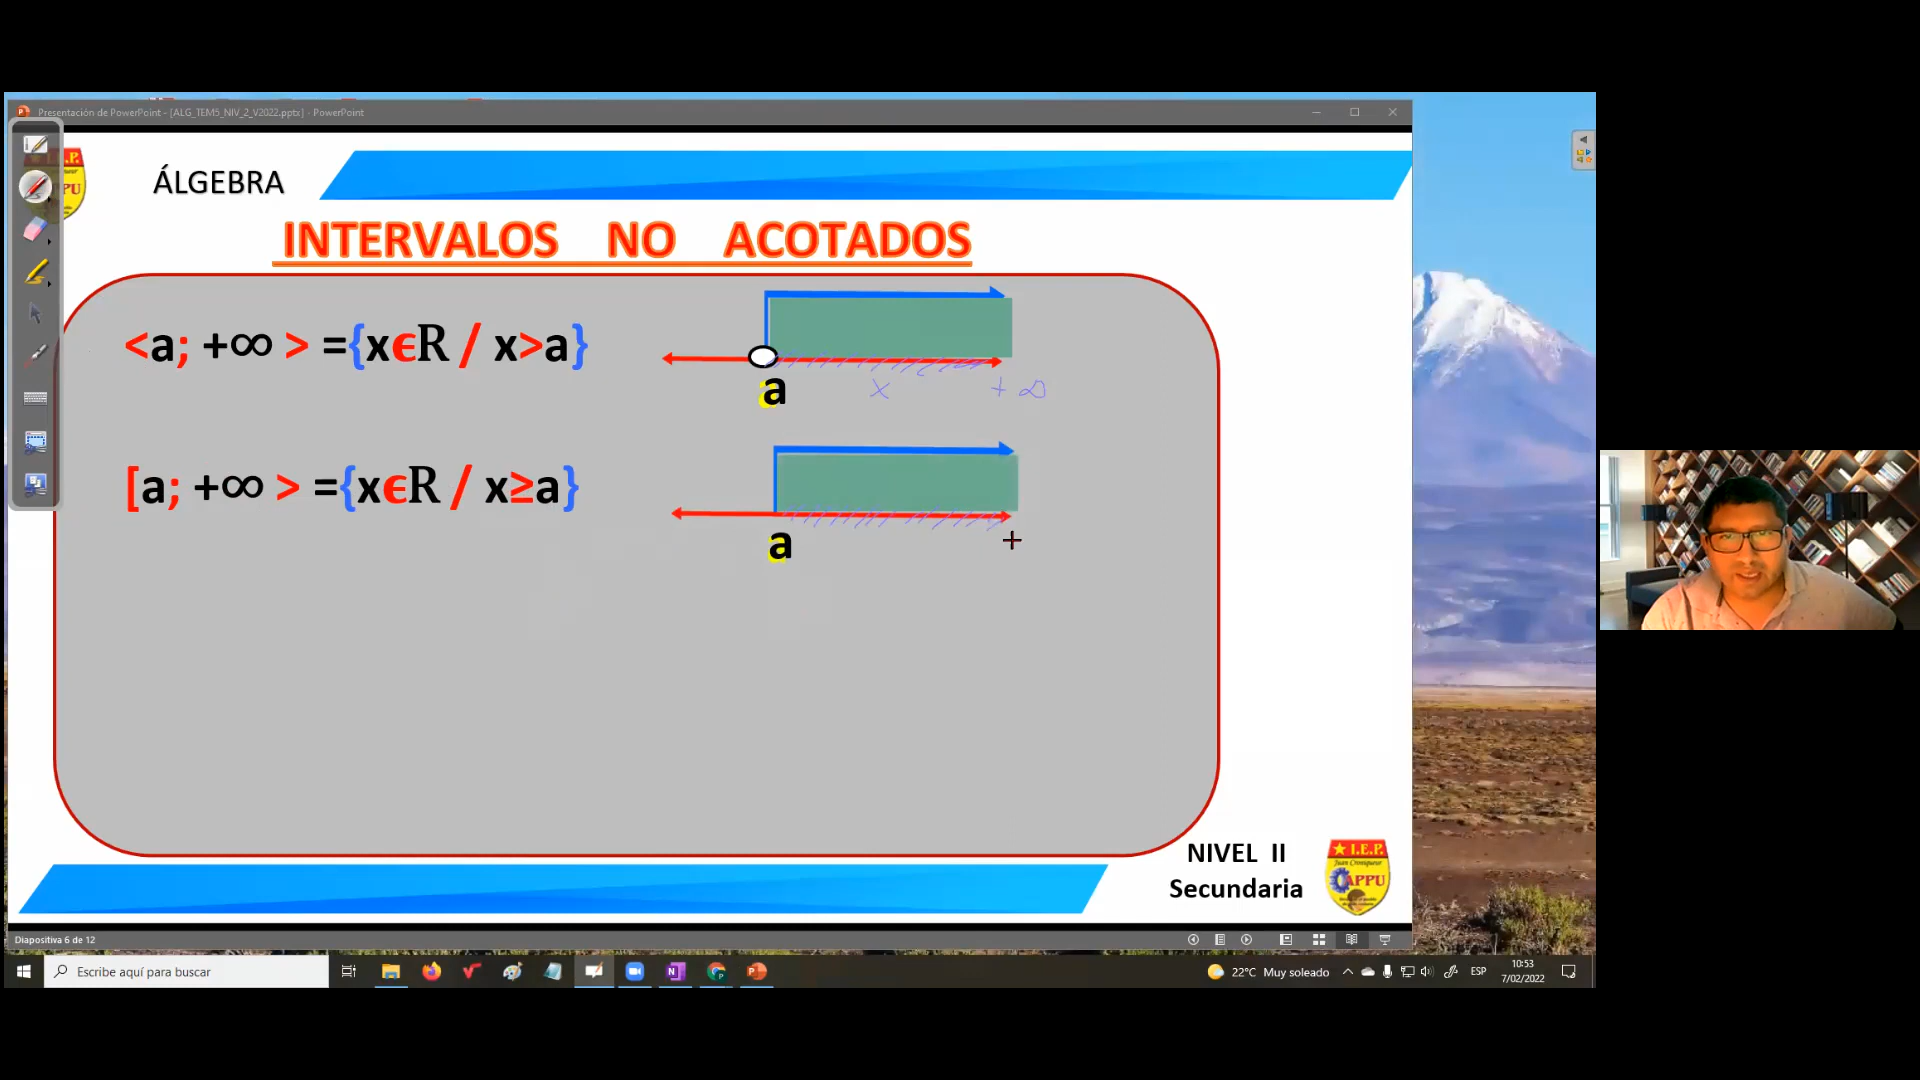 Presentación de PowerPoint - [ALG_TEM5_NIV_2_V2022.pptx] - PowerPoint
ÁLGEBRA
INTERVALOS NO ACOTADOS
<a; +∞ > ={xϵR / x>a}
a
x
+ ∞
[a; +∞ > ={xϵR / x≥a}
a
NIVEL II
Secundaria
I.E.P.
APPU
Diapositiva 6 de 12
Escribe aquí para buscar
22°C Muy soleado
ESP
10:53
7/02/2022